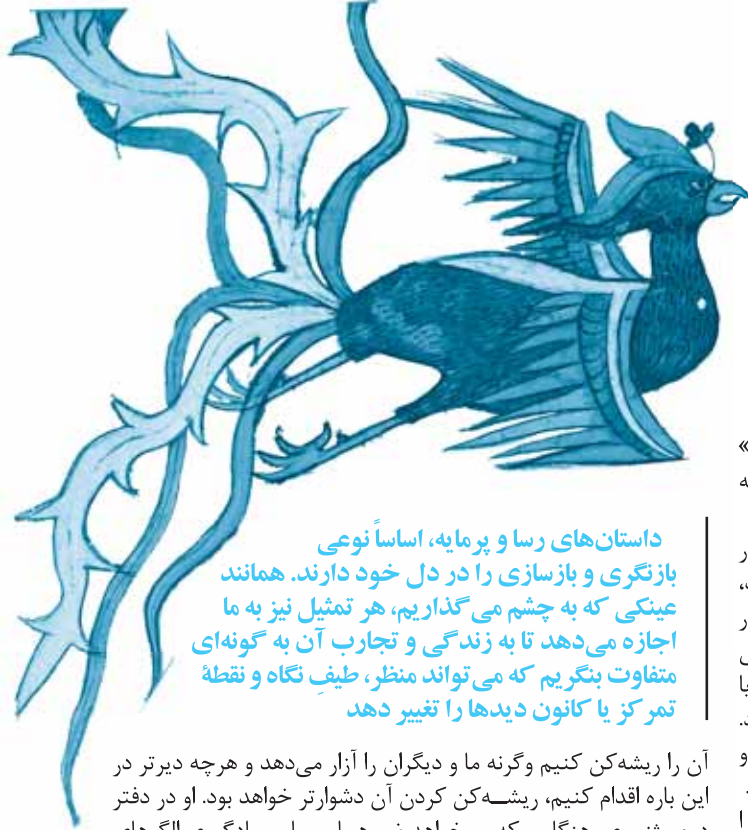 داستان‌های رسا و پرمایه، اساساً نوعی
بازنگری و بازسازی را در دل خود دارند. همانند
عینکی که به چشم می‌گذاریم، هر تمثیل نیز به ما
اجازه می‌دهد تا به زندگی و تجارب آن به گونه‌ای
متفاوت بنگریم که می‌تواند منظر، طیفِ نگاه و نقطهٔ
تمرکز یا کانون دیدها را تغییر دهد
آن را ریشه‌کن کنیم وگرنه ما و دیگران را آزار می‌دهد و هرچه دیرتر در
این باره اقدام کنیم، ریشــه‌کن کردن آن دشوارتر خواهد بود. او در دفتر